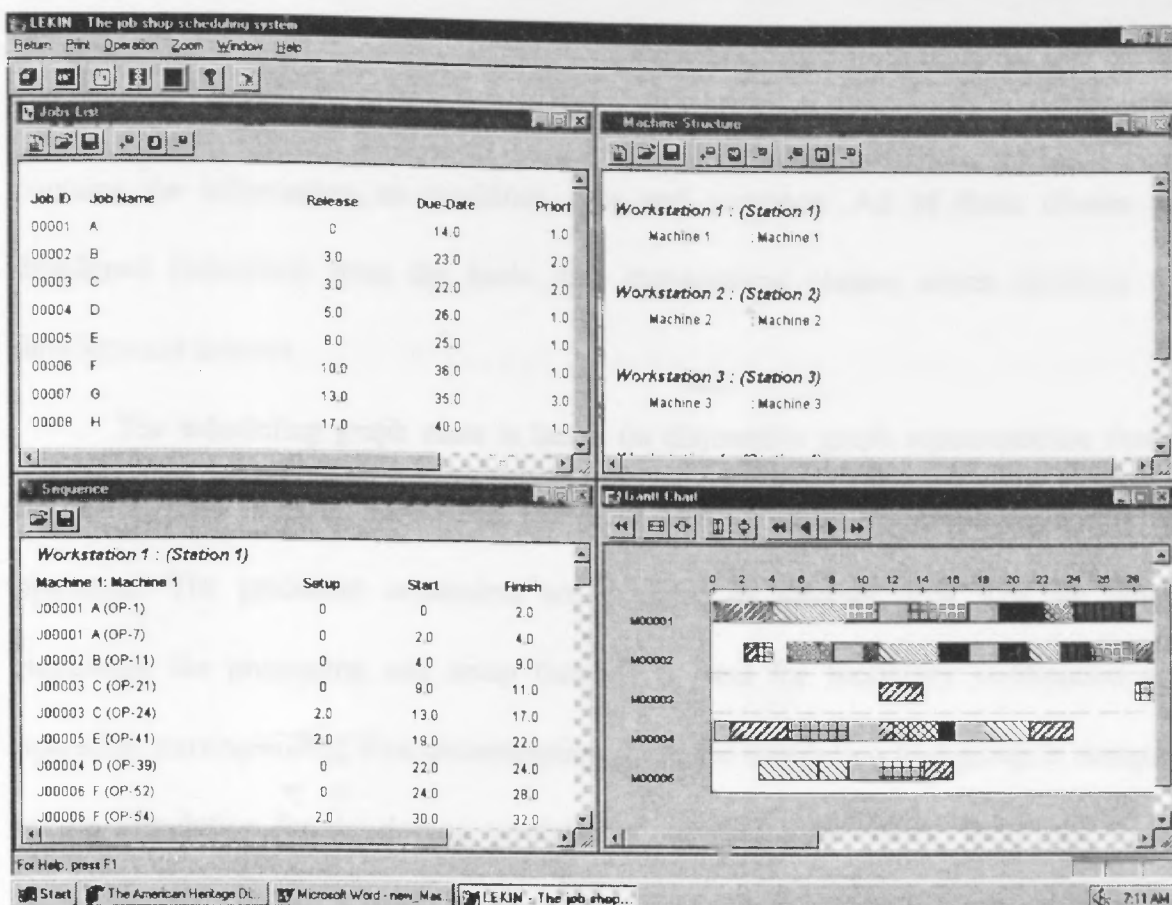 LEKIN - The job shop scheduling system
Return Print Operation Zoom Window Help
Jobs List
Job ID Job Name Release Due-Date Priorit
00001 A 0 14.0 1.0
00002 B 3.0 23.0 2.0
00003 C 3.0 22.0 2.0
00004 D 5.0 26.0 1.0
00005 E 8.0 25.0 1.0
00006 F 10.0 36.0 1.0
00007 G 13.0 35.0 3.0
00008 H 17.0 40.0 1.0
Machine Structure
Workstation 1 : (Station 1)
Machine 1 : Machine 1
Workstation 2 : (Station 2)
Machine 2 : Machine 2
Workstation 3 : (Station 3)
Machine 3 : Machine 3
Sequence
Workstation 1 : (Station 1)
Machine 1: Machine 1 Setup Start Finish
J00001 A (OP-1) 0 0 2.0
J00001 A (OP-7) 0 2.0 4.0
J00002 B (OP-11) 0 4.0 9.0
J00003 C (OP-21) 0 9.0 11.0
J00003 C (OP-24) 2.0 13.0 17.0
J00005 E (OP-41) 2.0 19.0 22.0
J00004 D (OP-39) 0 22.0 24.0
J00006 F (OP-52) 0 24.0 28.0
J00006 F (OP-54) 2.0 30.0 32.0
Gantt Chart
0 2 4 6 8 10 12 14 16 18 20 22 24 26 28
M00001
M00002
M00003
M00004
M00005
For Help, press F1
Start The American Heritage Di... Microsoft Word - new_Mas... LEKIN - The job shop... 7:11 AM